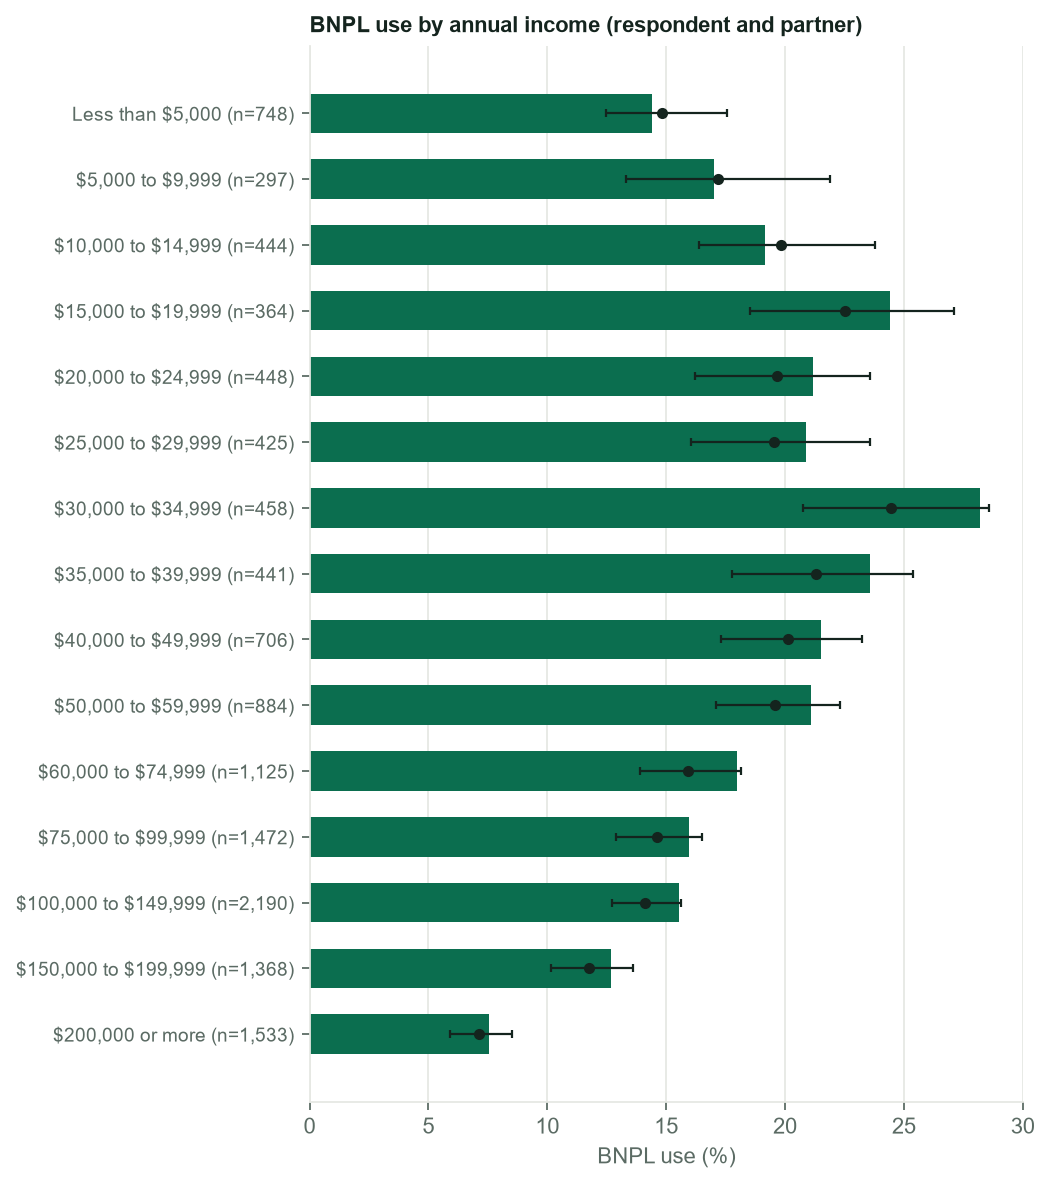 BNPL use by annual income (respondent and partner)
Less than $5,000 (n=748)
$5,000 to $9,999 (n=297)
$10,000 to $14,999 (n=444)
$15,000 to $19,999 (n=364)
$20,000 to $24,999 (n=448)
$25,000 to $29,999 (n=425)
$30,000 to $34,999 (n=458)
$35,000 to $39,999 (n=441)
$40,000 to $49,999 (n=706)
$50,000 to $59,999 (n=884)
$60,000 to $74,999 (n=1,125)
$75,000 to $99,999 (n=1,472)
$100,000 to $149,999 (n=2,190)
$150,000 to $199,999 (n=1,368)
$200,000 or more (n=1,533)
0 5 10 15 20 25 30
BNPL use (%)